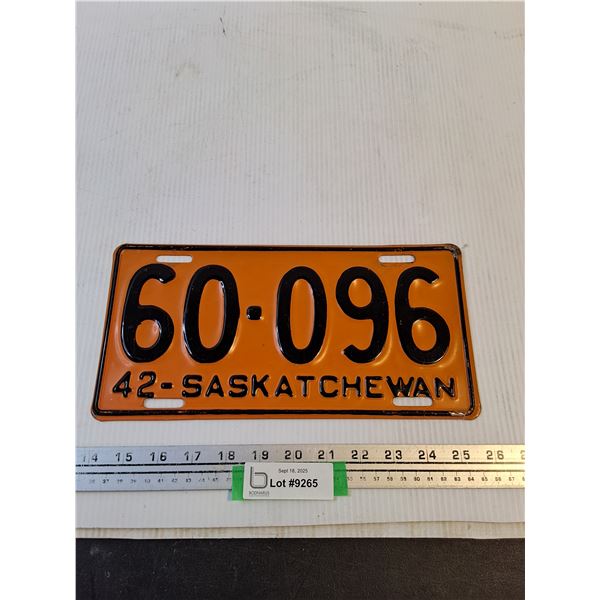 60·096
42-SASKATCHEWAN
14 15 16 17 18 19 20 21 22 23 24 25 26
Sept 18, 2025
Lot #9265
b
BODNARUS